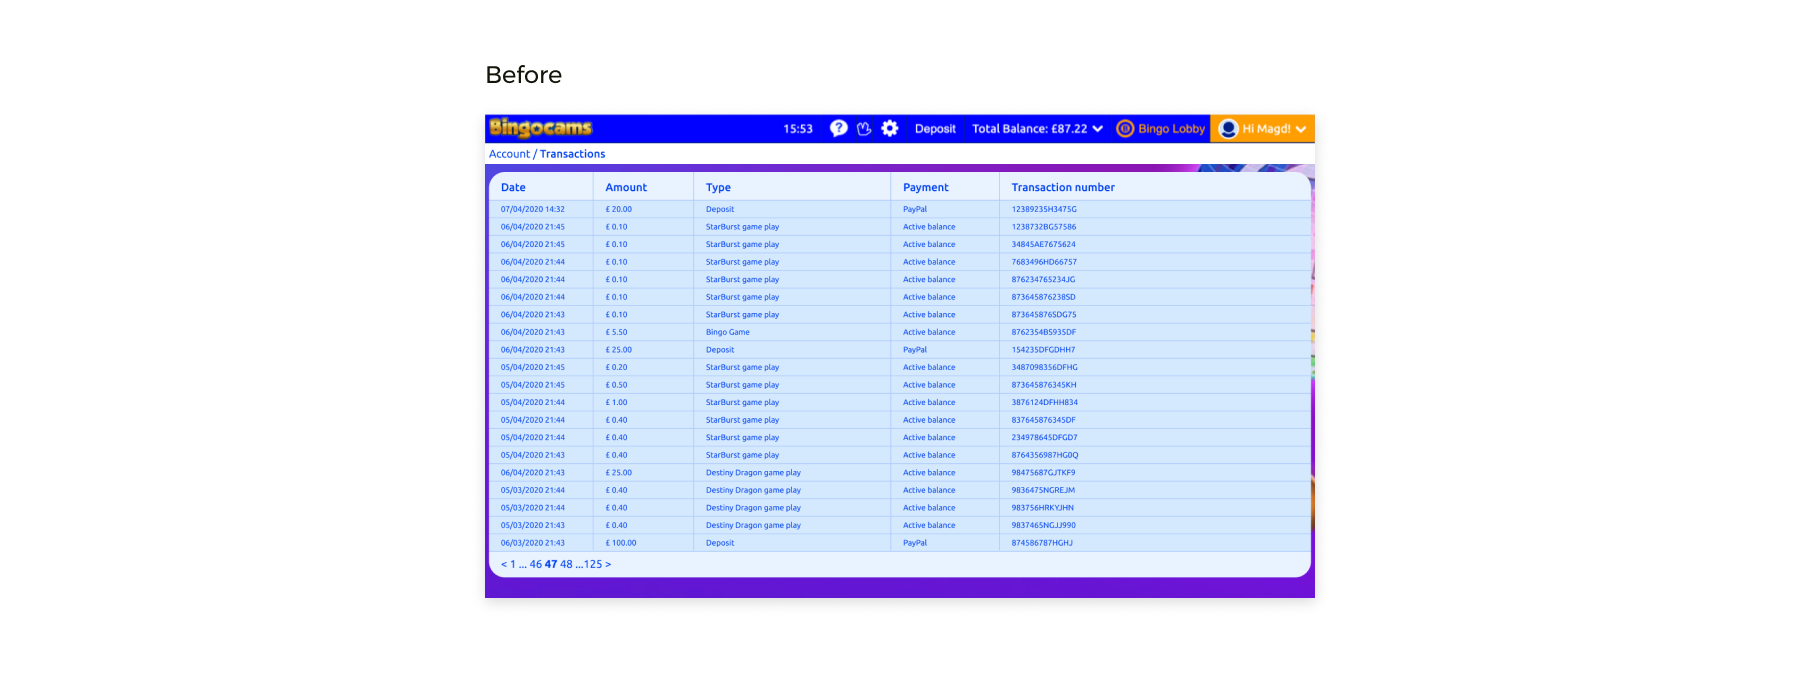 Before
Bingocams 15:53 ? Deposit Total Balance: £87.22 B Bingo Lobby Hi Magd!
Account / Transactions
Date Amount Type Payment Transaction number
07/04/2020 14:32 £ 20.00 Deposit PayPal 12389235H3475G
06/04/2020 21:45 £ 0.10 StarBurst game play Active balance 1238732BG57586
06/04/2020 21:45 £ 0.10 StarBurst game play Active balance 34845AE7675624
06/04/2020 21:44 £ 0.10 StarBurst game play Active balance 7683496HD66757
06/04/2020 21:44 £ 0.10 StarBurst game play Active balance 876234765234JG
06/04/2020 21:44 £ 0.10 StarBurst game play Active balance 873645876238SD
06/04/2020 21:43 £ 0.10 StarBurst game play Active balance 873645876SDG75
06/04/2020 21:43 £ 5.50 Bingo Game Active balance 8762354BS935DF
06/04/2020 21:43 £ 25.00 Deposit PayPal 154235DFGDHH7
05/04/2020 21:45 £ 0.20 StarBurst game play Active balance 3487098356DFHG
05/04/2020 21:45 £ 0.50 StarBurst game play Active balance 873645876345KH
05/04/2020 21:44 £ 1.00 StarBurst game play Active balance 3876124DFHH834
05/04/2020 21:44 £ 0.40 StarBurst game play Active balance 837645876345DF
05/04/2020 21:44 £ 0.40 StarBurst game play Active balance 234978645DFGD7
05/04/2020 21:43 £ 0.40 StarBurst game play Active balance 8764356987HG0Q
06/04/2020 21:43 £ 25.00 Destiny Dragon game play Active balance 98475687GJTKF9
05/03/2020 21:44 £ 0.40 Destiny Dragon game play Active balance 9836475NGREJM
05/03/2020 21:44 £ 0.40 Destiny Dragon game play Active balance 983756HRKYJHN
05/03/2020 21:43 £ 0.40 Destiny Dragon game play Active balance 9837465NGJJ990
06/03/2020 21:43 £ 100.00 Deposit PayPal 874586787HGHJ
< 1 ... 46 47 48 ...125 >